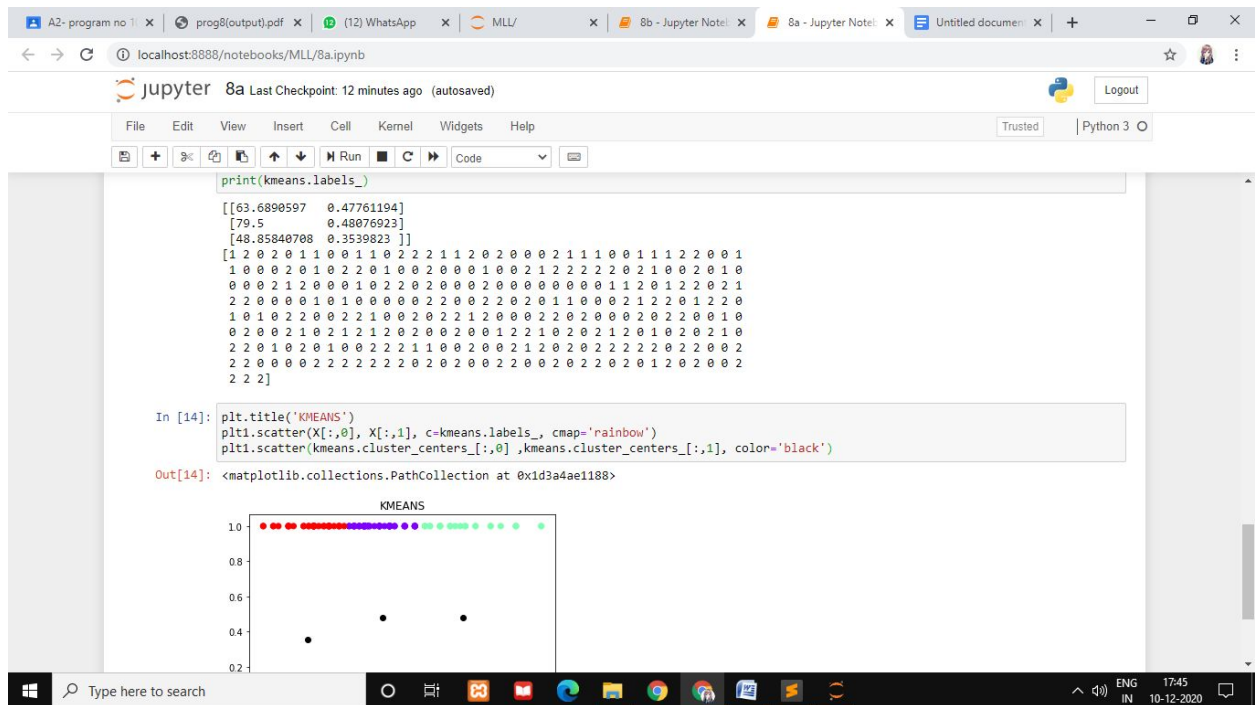 A2- program no 1
prog8(output).pdf
(12) WhatsApp
MLL/
8b - Jupyter Note
8a - Jupyter Note
Untitled documen
localhost:8888/notebooks/MLL/8a.ipynb
jupyter 8a Last Checkpoint: 12 minutes ago (autosaved)
Logout
File Edit View Insert Cell Kernel Widgets Help
Trusted
Python 3
Run
Code
print(kmeans.labels_)
[[63.6890597 0.47761194]
[79.5 0.48076923]
[48.85840708 0.3539823 ]]
[1 2 0 2 0 1 1 0 0 1 1 0 2 2 2 1 1 2 0 2 0 0 0 2 1 1 1 0 0 1 1 1 2 2 0 0 1
1 0 0 0 2 0 1 0 2 2 0 1 0 0 2 0 0 0 1 0 0 2 1 2 2 2 2 2 0 2 1 0 0 2 0 1 0
0 0 0 2 1 2 0 0 0 1 0 2 2 0 2 0 0 0 2 0 0 0 0 0 0 0 0 1 1 2 0 1 2 2 0 2 1
2 2 0 0 0 0 1 0 1 0 0 0 0 0 2 2 0 0 2 2 0 2 0 1 1 0 0 0 2 1 2 2 0 1 2 2 0
1 0 1 0 2 2 0 0 2 2 1 0 0 2 0 2 2 1 2 0 0 0 2 2 0 2 0 0 0 2 0 2 2 0 0 1 0
0 2 0 0 2 1 0 2 1 2 1 2 0 2 0 0 2 0 0 1 2 2 1 0 2 0 2 1 2 0 1 0 2 0 2 1 0
2 2 0 1 0 2 0 1 0 0 2 2 2 1 1 0 0 2 0 0 2 1 2 0 2 0 2 2 2 2 2 0 2 2 0 0 2
2 2 0 0 0 0 2 2 2 2 2 2 2 0 2 0 2 0 0 2 2 0 0 2 0 2 2 0 2 0 1 2 0 2 0 0 2
2 2 2]
In [14]: plt.title('KMEANS')
plt1.scatter(X[:,0], X[:,1], c=kmeans.labels_, cmap='rainbow')
plt1.scatter(kmeans.cluster_centers_[:,0] ,kmeans.cluster_centers_[:,1], color='black')
Out[14]: <matplotlib.collections.PathCollection at 0x1d3a4ae1188>
KMEANS
1.0
0.8
0.6
0.4
0.2
Type here to search
ENG 17:45
IN 10-12-2020